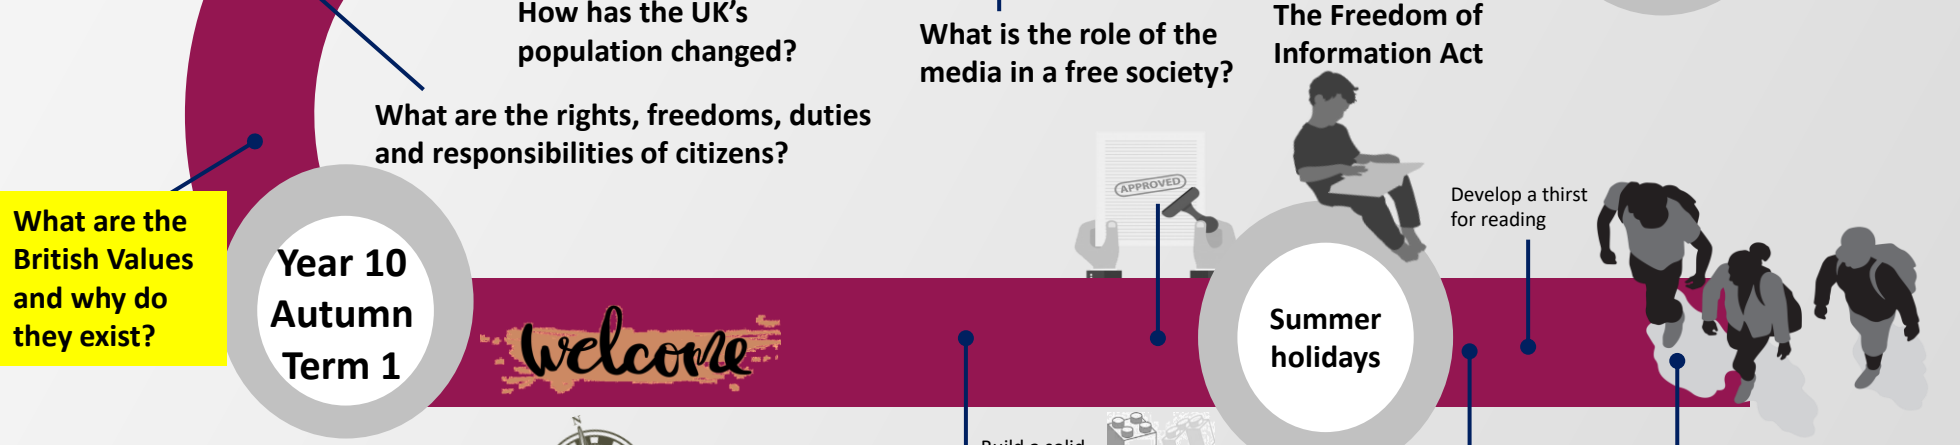 How has the UK's
population changed?
What is the role of the
media in a free society?
The Freedom of
Information Act
What are the rights, freedoms, duties
and responsibilities of citizens?
APPROVED
Develop a thirst
for reading
What are the
British Values
and why do
they exist?
Year 10
Autumn
Term 1
welcome
Summer
holidays
N
Build a solid